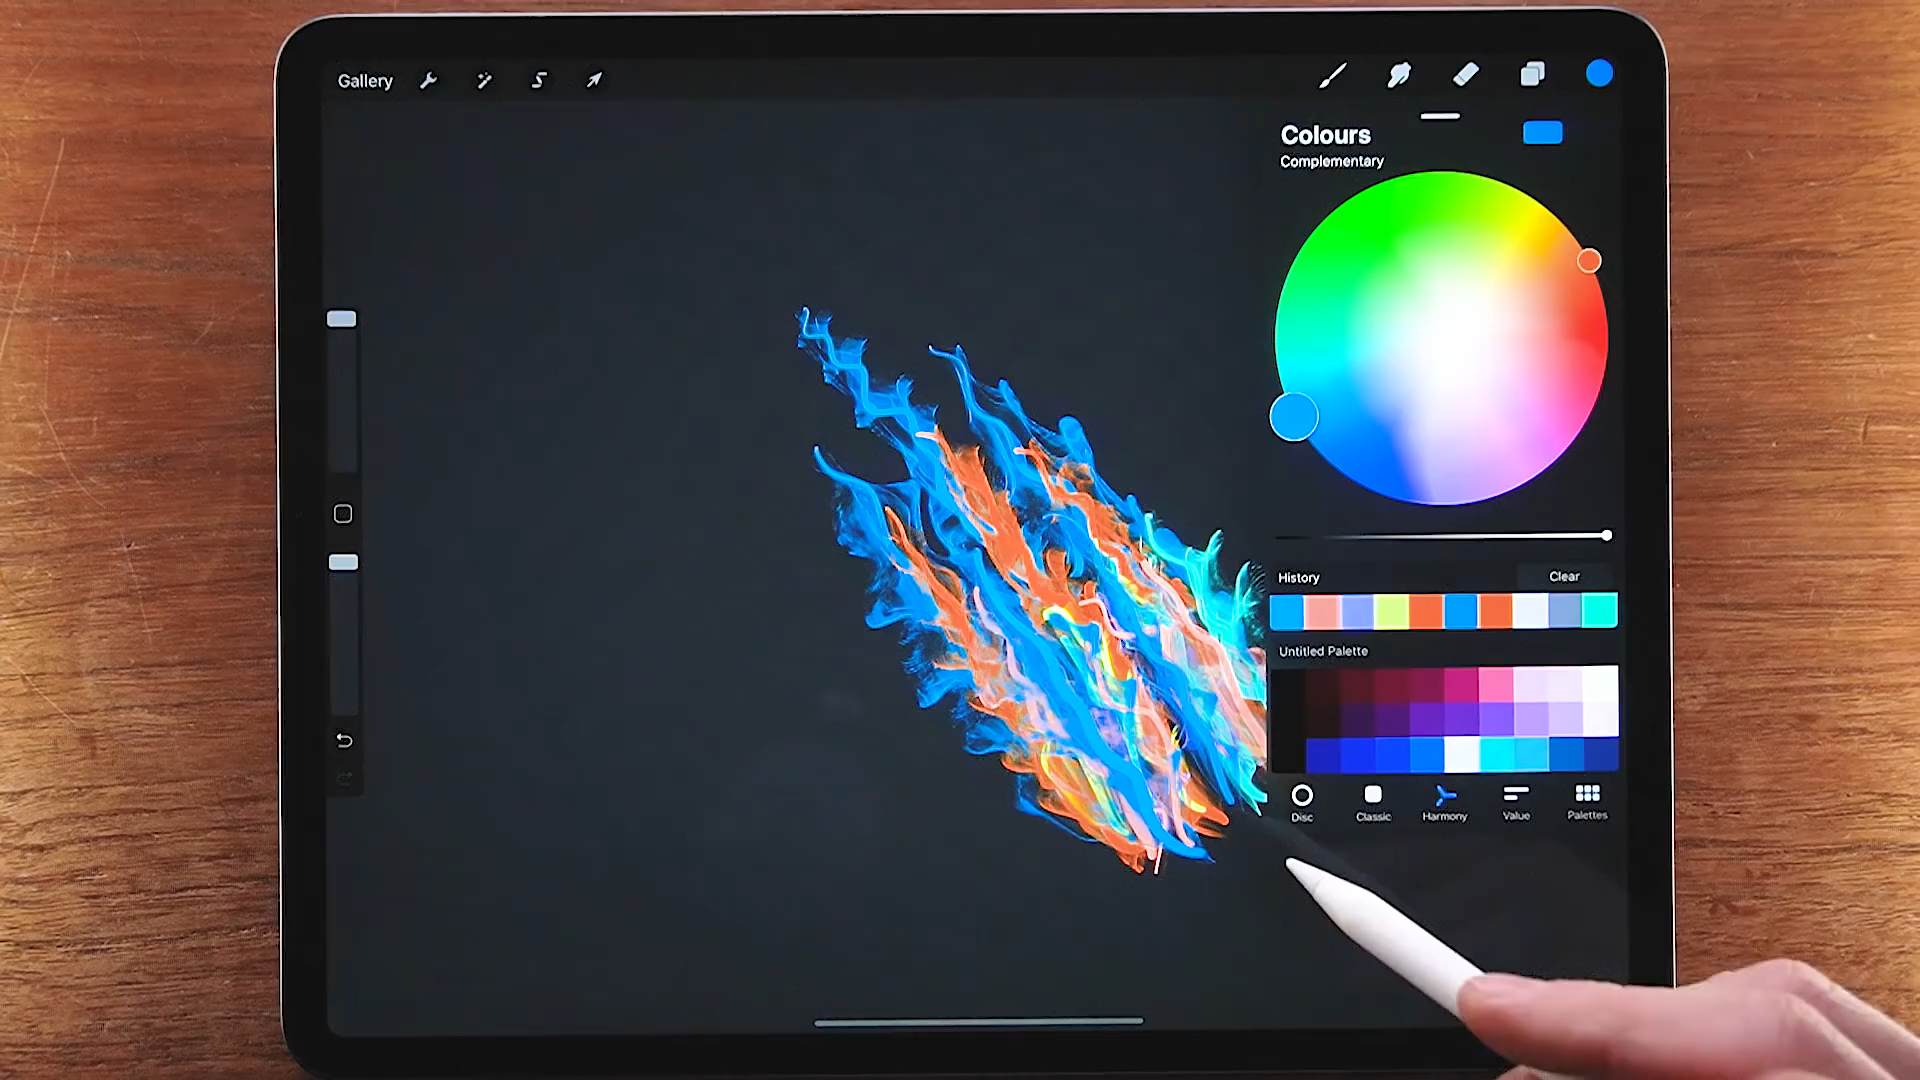 Gallery
Colours
Complementary
History
Clear
Untitled Palette
Disc
Classic
Harmony
Value
Palettes